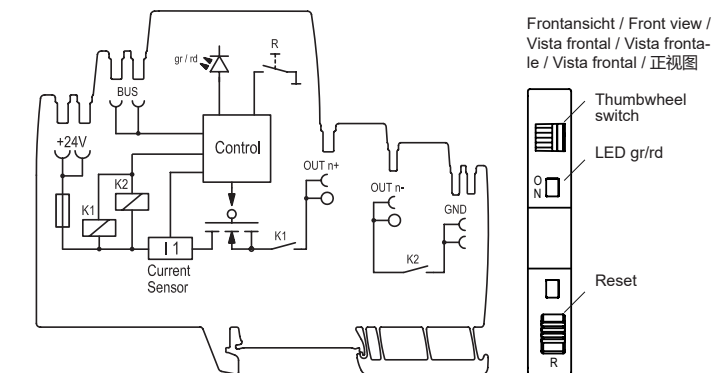 gr / rd
R
BUS
+24V
Control
K2
K1
OUT n+
OUT n-
GND
I 1
K1
K2
Current
Sensor
Frontansicht / Front view /
Vista frontal / Vista fronta-
le / Vista frontal / 正视图
Thumbwheel
switch
LED gr/rd
O
N
Reset
R